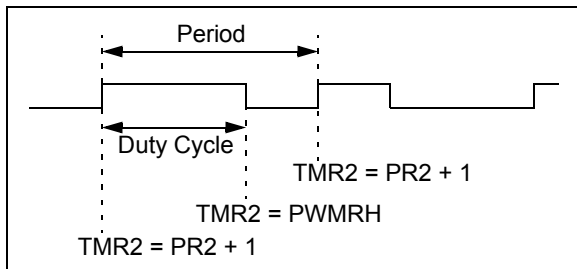 Period
Duty Cycle
TMR2 = PR2 + 1
TMR2 = PWMRH
TMR2 = PR2 + 1